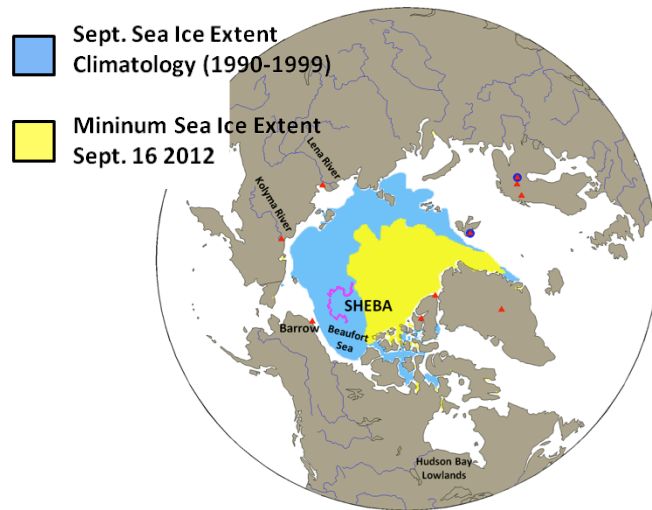 Sept. Sea Ice Extent
Climatology (1990-1999)
Mininum Sea Ice Extent
Sept. 16 2012
Lena River
Kolyma River
SHEBA
Barrow
Beaufort
Sea
Hudson Bay
Lowlands